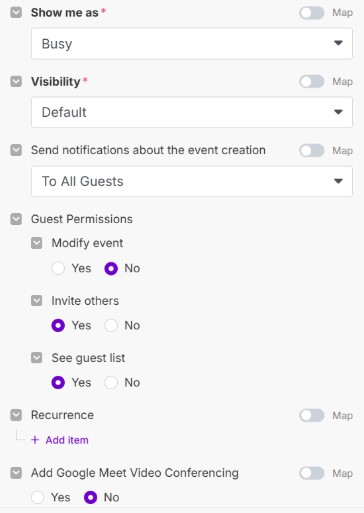 Show me as * Map
Busy
Visibility * Map
Default
Send notifications about the event creation Map
To All Guests
Guest Permissions
Modify event
Yes No
Invite others
Yes No
See guest list
Yes No
Recurrence Map
+ Add item
Add Google Meet Video Conferencing Map
Yes No